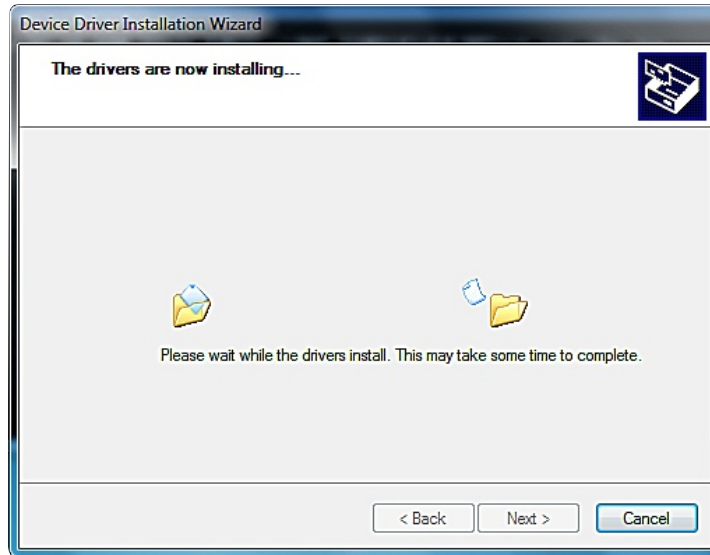 Device Driver Installation Wizard
The drivers are now installing...
Please wait while the drivers install. This may take some time to complete.
< Back
Next >
Cancel